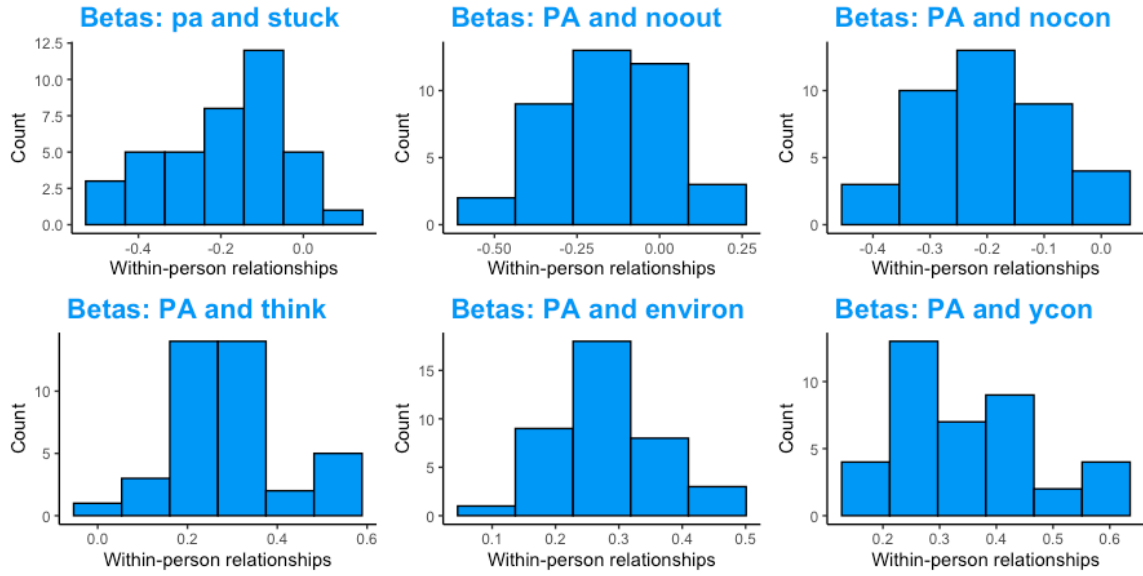 Betas: pa and stuck
12.5
10.0
7.5
5.0
2.5
0.0
Count
-0.4 -0.2 0.0
Within-person relationships
Betas: PA and noout
10
5
0
Count
-0.50 -0.25 0.00 0.25
Within-person relationships
Betas: PA and nocon
10
5
0
Count
-0.4 -0.3 -0.2 -0.1 0.0
Within-person relationships
Betas: PA and think
10
5
0
Count
0.0 0.2 0.4 0.6
Within-person relationships
Betas: PA and environ
15
10
5
0
Count
0.1 0.2 0.3 0.4 0.5
Within-person relationships
Betas: PA and ycon
10
5
0
Count
0.2 0.3 0.4 0.5 0.6
Within-person relationships